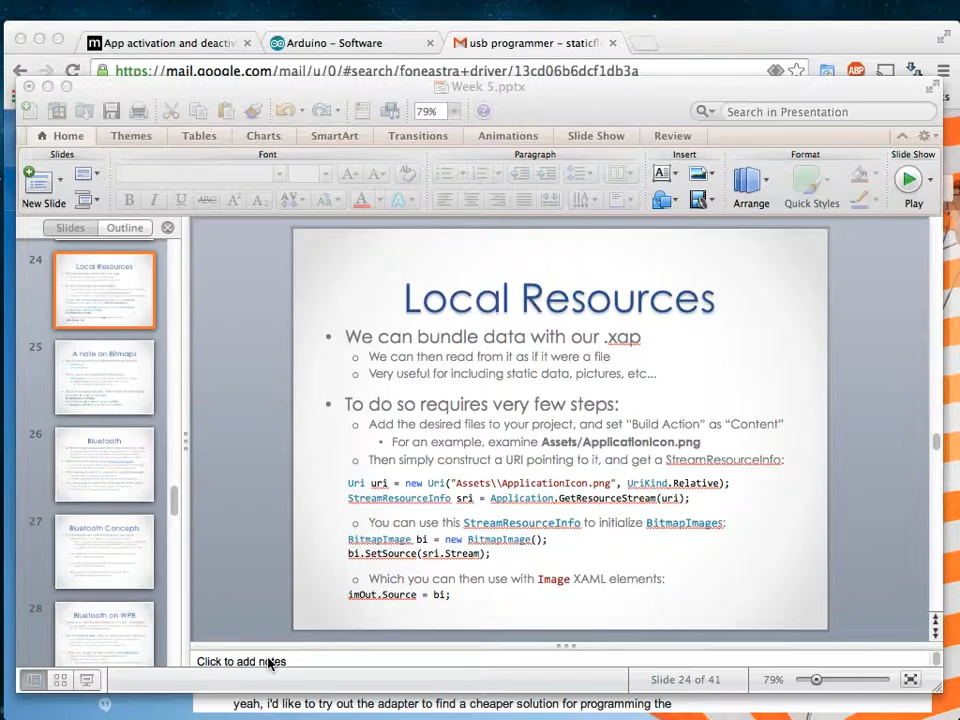 App activation and deactiv
Arduino - Software
usb programmer - staticfl
https://mail.google.com/mail/u/0/#search/foneastra+driver/13cd06b6dcf1db3a
ABP
Week 5.pptx
79%
Search in Presentation
Home
Themes
Tables
Charts
SmartArt
Transitions
Animations
Slide Show
Review
Slides
Font
Paragraph
Insert
Format
Slide Show
New Slide
Arrange
Quick Styles
Play
Slides
Outline
24
Local Resources
25
A note on Bitmaps
26
Bluetooth
27
Bluetooth Concepts
28
Bluetooth on WP8
Local Resources
• We can bundle data with our .xap
o We can then read from it as if it were a file
o Very useful for including static data, pictures, etc...
• To do so requires very few steps:
o Add the desired files to your project, and set "Build Action" as "Content"
• For an example, examine Assets/ApplicationIcon.png
o Then simply construct a URI pointing to it, and get a StreamResourceInfo:
Uri uri = new Uri("Assets\\ApplicationIcon.png", UriKind.Relative);
StreamResourceInfo sri = Application.GetResourceStream(uri);
o You can use this StreamResourceInfo to initialize BitmapImages:
BitmapImage bi = new BitmapImage();
bi.SetSource(sri.Stream);
o Which you can then use with Image XAML elements:
imOut.Source = bi;
Click to add notes
Slide 24 of 41
79%
yeah, i'd like to try out the adapter to find a cheaper solution for programming the